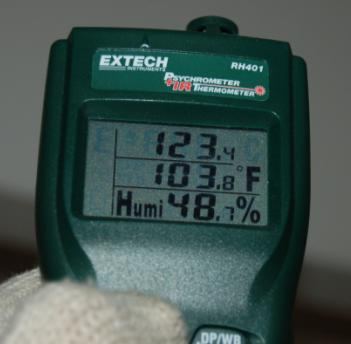 EXTECH RH401
INSTRUMENTS
PSYCHROMETER
+IR THERMOMETER
123.4
103.8°F
Humi 48.7%
DP/WB